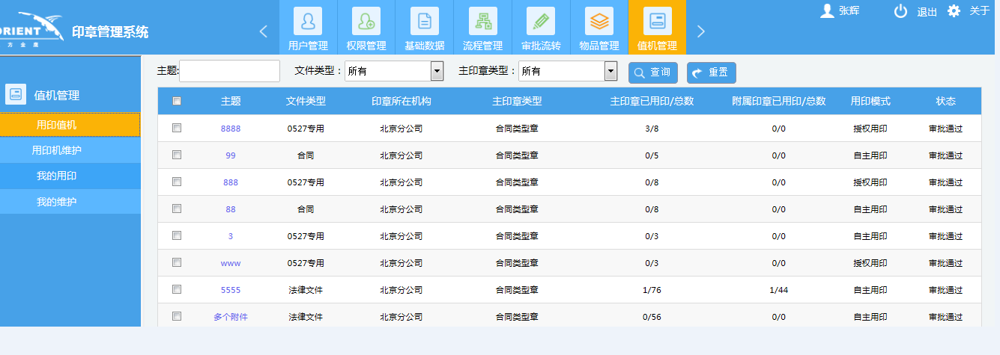 ORIENT
方全惠
印章管理系统
用户管理 权限管理 基础数据 流程管理 审批流转 物品管理 值机管理
张辉 退出 关于
主题: 文件类型： 所有 主印章类型： 所有 查询 重置
值机管理
用印值机
用印机维护
我的用印
我的维护
主题 文件类型 印章所在机构 主印章类型 主印章已用印/总数 附属印章已用印/总数 用印模式 状态
8888 0527专用 北京分公司 合同类型章 3/8 0/0 授权用印 审批通过
99 合同 北京分公司 合同类型章 0/5 0/0 自主用印 审批通过
888 0527专用 北京分公司 合同类型章 0/8 0/0 授权用印 审批通过
88 合同 北京分公司 合同类型章 0/8 0/0 自主用印 审批通过
3 0527专用 北京分公司 合同类型章 0/3 0/0 自主用印 审批通过
www 0527专用 北京分公司 合同类型章 0/3 0/0 授权用印 审批通过
5555 法律文件 北京分公司 合同类型章 1/76 1/44 自主用印 审批通过
多个附件 法律文件 北京分公司 合同类型章 0/56 0/0 自主用印 审批通过